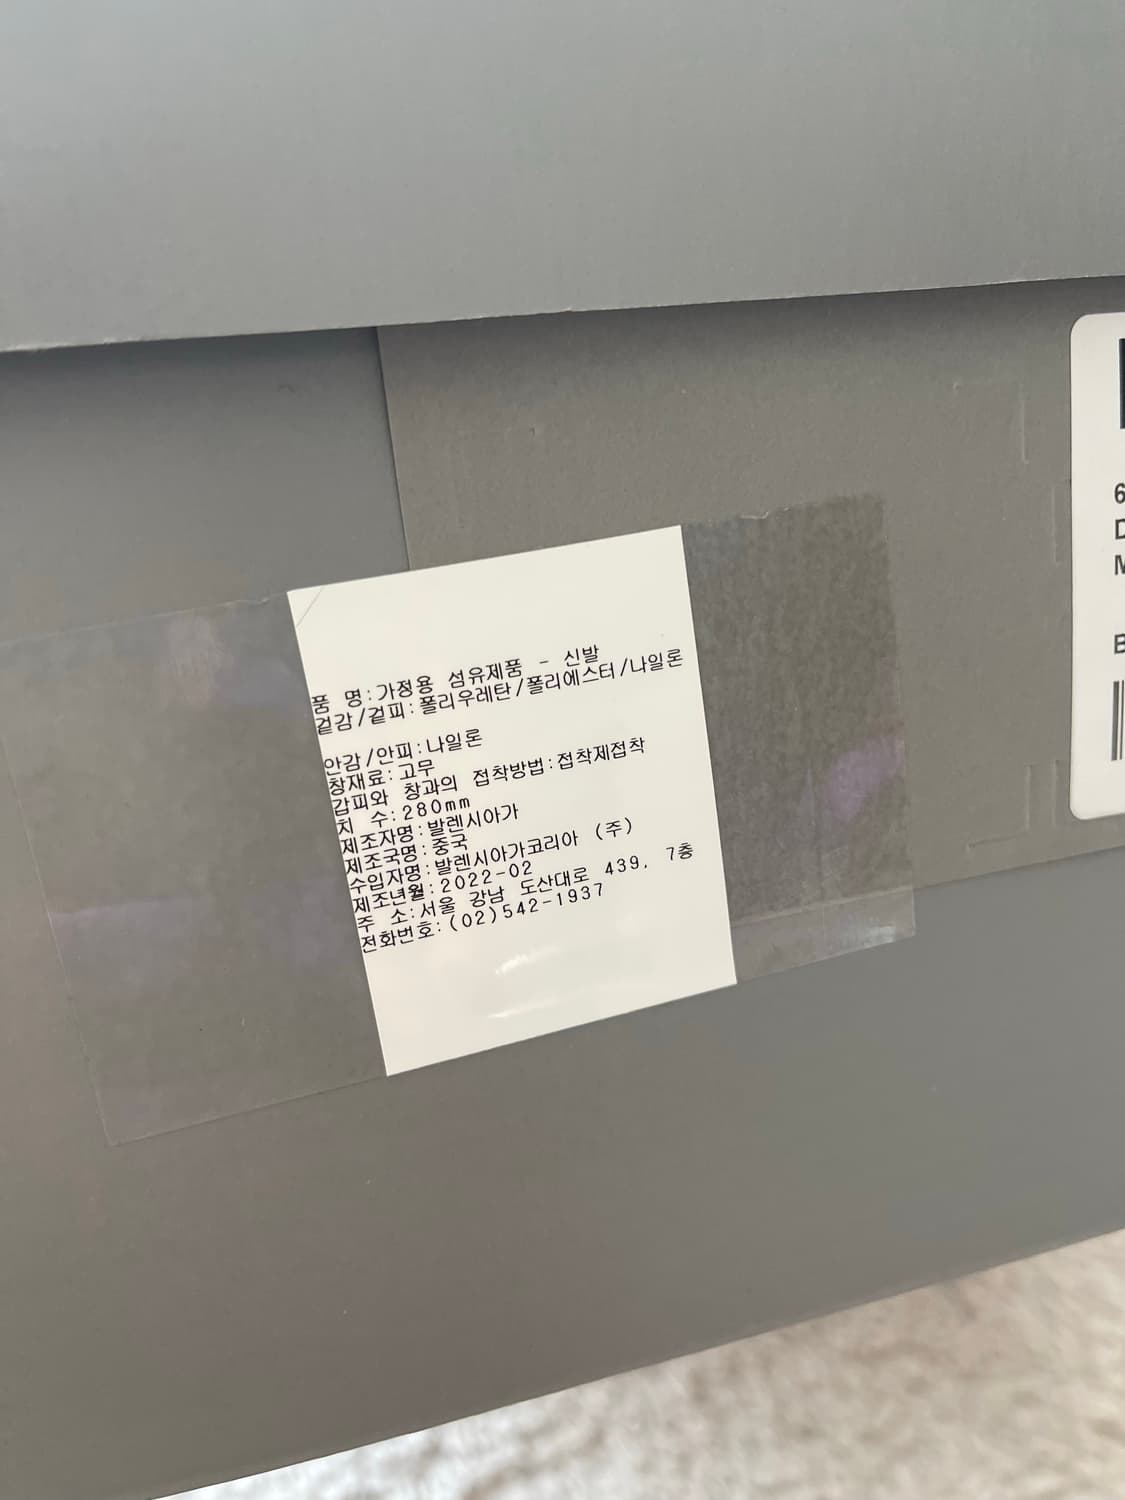 품 명:가정용 섬유제품 - 신발
겉감/겉피:폴리우레탄/폴리에스터/나일론
안감/안피:나일론
창재료:고무
갑피와 창과의 접착방법:접착제접착
치 수:280mm
제조자명:발렌시아가
제조국명:중국
수입자명:발렌시아가코리아 (주)
제조년월:2022-02
주 소:서울 강남 도산대로 439. 7층
전화번호:(02)542-1937
6
D
M